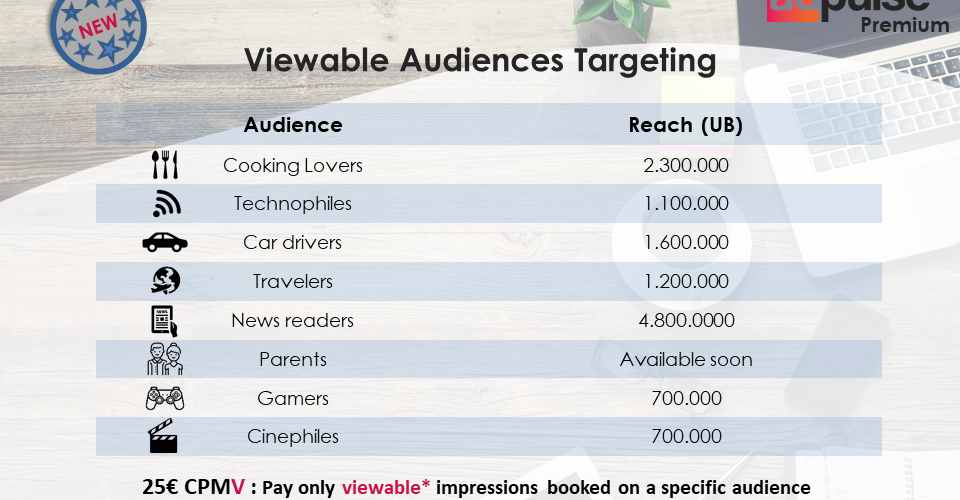 NEW
adpulse
Premium
Viewable Audiences Targeting
Audience Reach (UB)
Cooking Lovers 2.300.000
Technophiles 1.100.000
Car drivers 1.600.000
Travelers 1.200.000
NEWS
News readers 4.800.0000
Parents Available soon
Gamers 700.000
Cinephiles 700.000
25€ CPMV : Pay only viewable* impressions booked on a specific audience